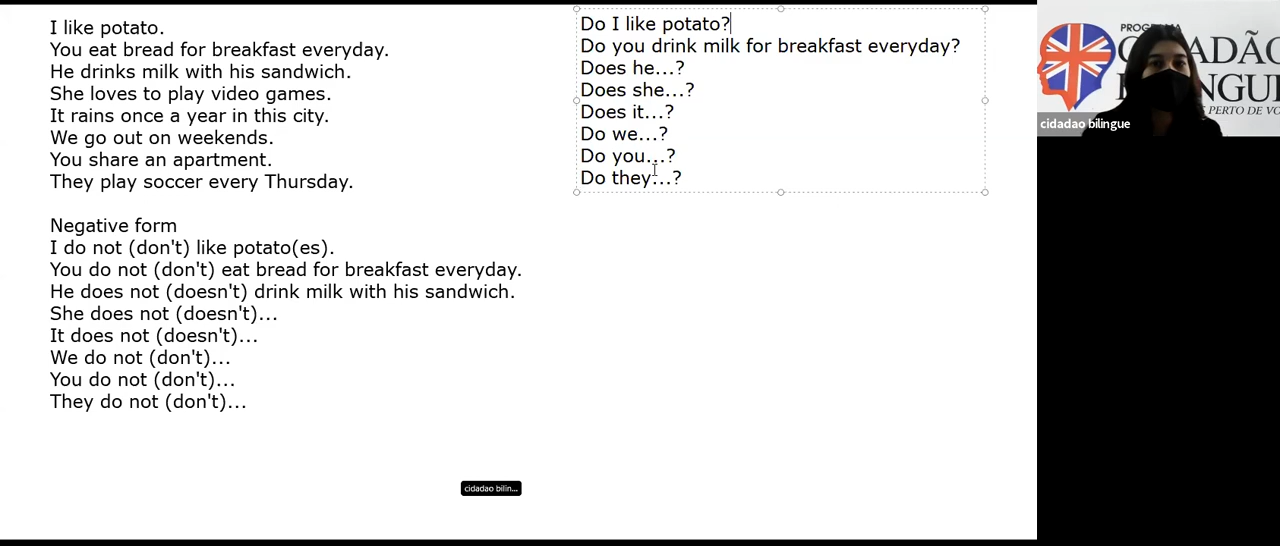 I like potato.
You eat bread for breakfast everyday.
He drinks milk with his sandwich.
She loves to play video games.
It rains once a year in this city.
We go out on weekends.
You share an apartment.
They play soccer every Thursday.
Negative form
I do not (don't) like potato(es).
You do not (don't) eat bread for breakfast everyday.
He does not (doesn't) drink milk with his sandwich.
She does not (doesn't)...
It does not (doesn't)...
We do not (don't)...
You do not (don't)...
They do not (don't)...
Do I like potato?
Do you drink milk for breakfast everyday?
Does he...?
Does she...?
Does it...?
Do we...?
Do you...?
Do they...?
PROGRAMA
PERTO DE
cidadao bilingue
cidadao bilin...